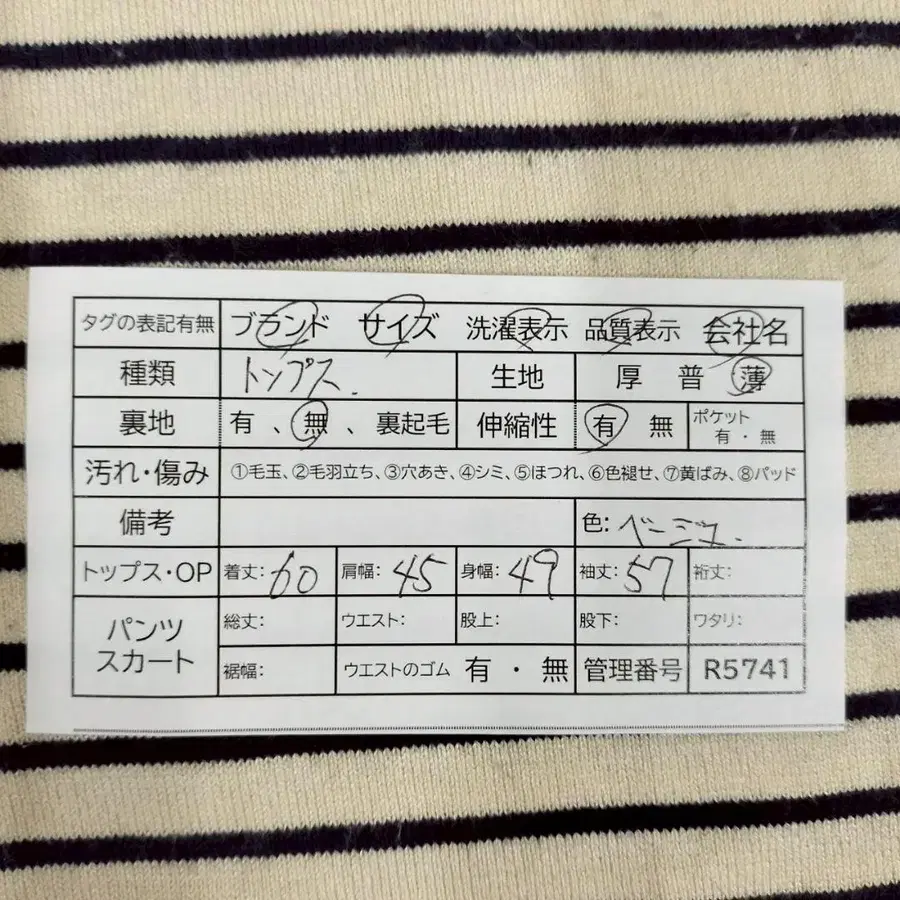 タグの表記有無 ブランド サイズ 洗濯表示 品質表示 会社名
種類 トップス. 生地 厚 普 薄
裏地 有、無、裏起毛 伸縮性 有 無 ポケット 有・無
汚れ・傷み ①毛玉、②毛羽立ち、③穴あき、④シミ、⑤ほつれ、⑥色褪せ、⑦黄ばみ、⑧パッド
備考 色: ベージュ.
トップス・OP 着丈: 60 肩幅: 45 身幅: 49 袖丈: 57 裄丈:
パンツ スカート 総丈: ウエスト: 股上: 股下: ワタリ:
裾幅: ウエストのゴム 有・無 管理番号 R5741